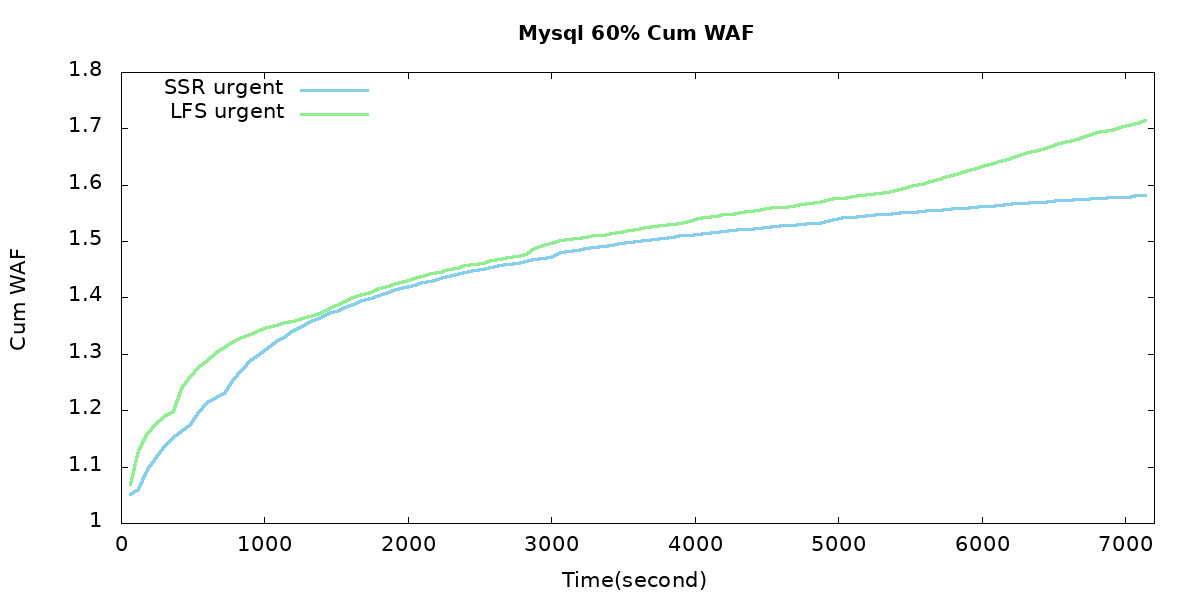 Mysql 60% Cum WAF
SSR urgent
LFS urgent
Cum WAF
1.8
1.7
1.6
1.5
1.4
1.3
1.2
1.1
1
0 1000 2000 3000 4000 5000 6000 7000
Time(second)